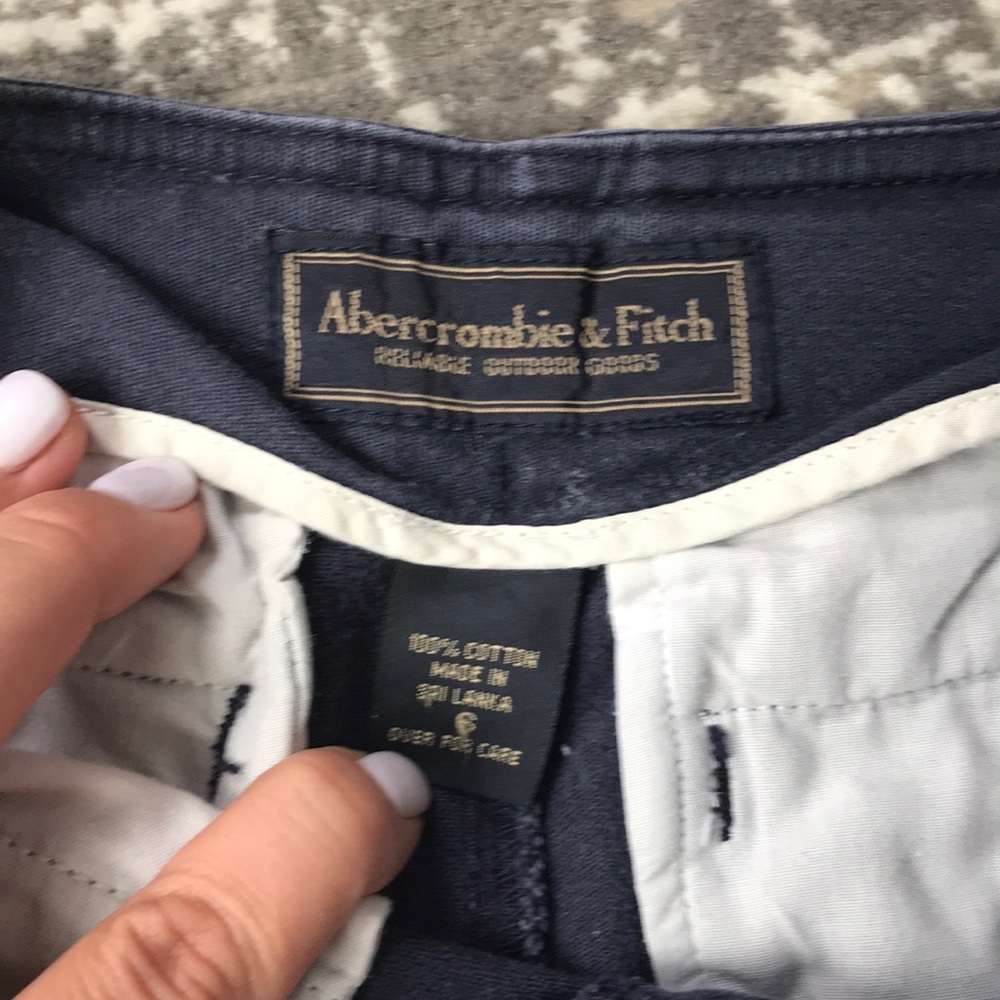 Abercrombie & Fitch
RELIABLE OUTDOOR GOODS
100% COTTON
MADE IN
SRI LANKA
6
OVER FOR CARE